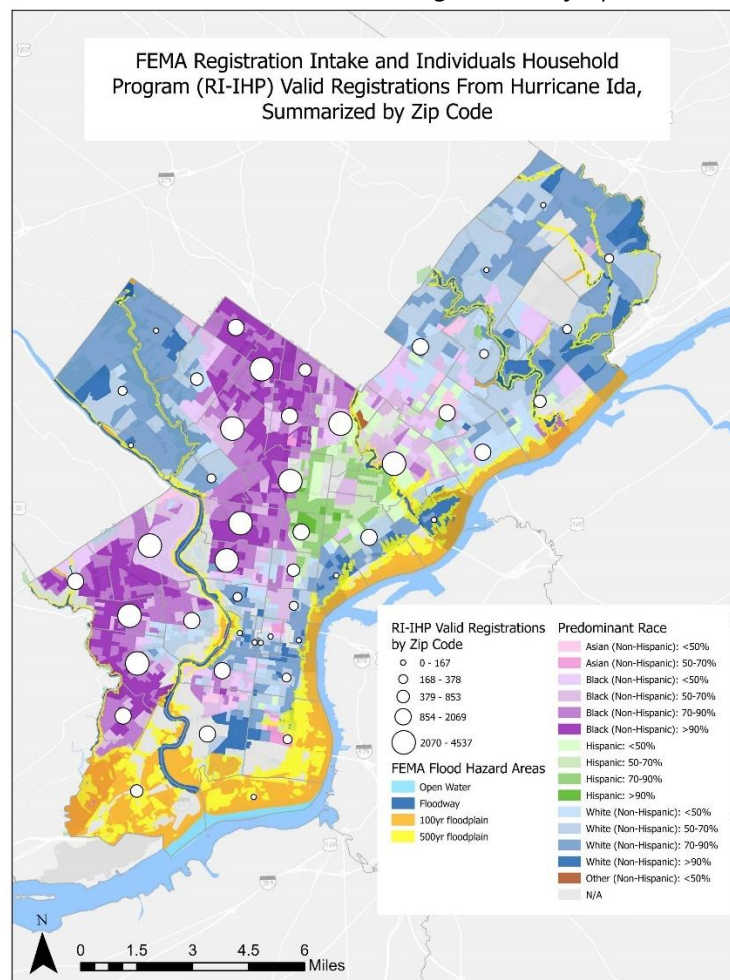 FEMA Registration Intake and Individuals Household
Program (RI-IHP) Valid Registrations From Hurricane Ida,
Summarized by Zip Code
RI-IHP Valid Registrations
by Zip Code
0 - 167
168 - 378
379 - 853
854 - 2069
2070 - 4537
FEMA Flood Hazard Areas
Open Water
Floodway
100yr floodplain
500yr floodplain
Predominant Race
Asian (Non-Hispanic): <50%
Asian (Non-Hispanic): 50-70%
Black (Non-Hispanic): <50%
Black (Non-Hispanic): 50-70%
Black (Non-Hispanic): 70-90%
Black (Non-Hispanic): >90%
Hispanic: <50%
Hispanic: 50-70%
Hispanic: 70-90%
Hispanic: >90%
White (Non-Hispanic): <50%
White (Non-Hispanic): 50-70%
White (Non-Hispanic): 70-90%
White (Non-Hispanic): >90%
Other (Non-Hispanic): <50%
N/A
N
0 1.5 3 4.5 6
Miles